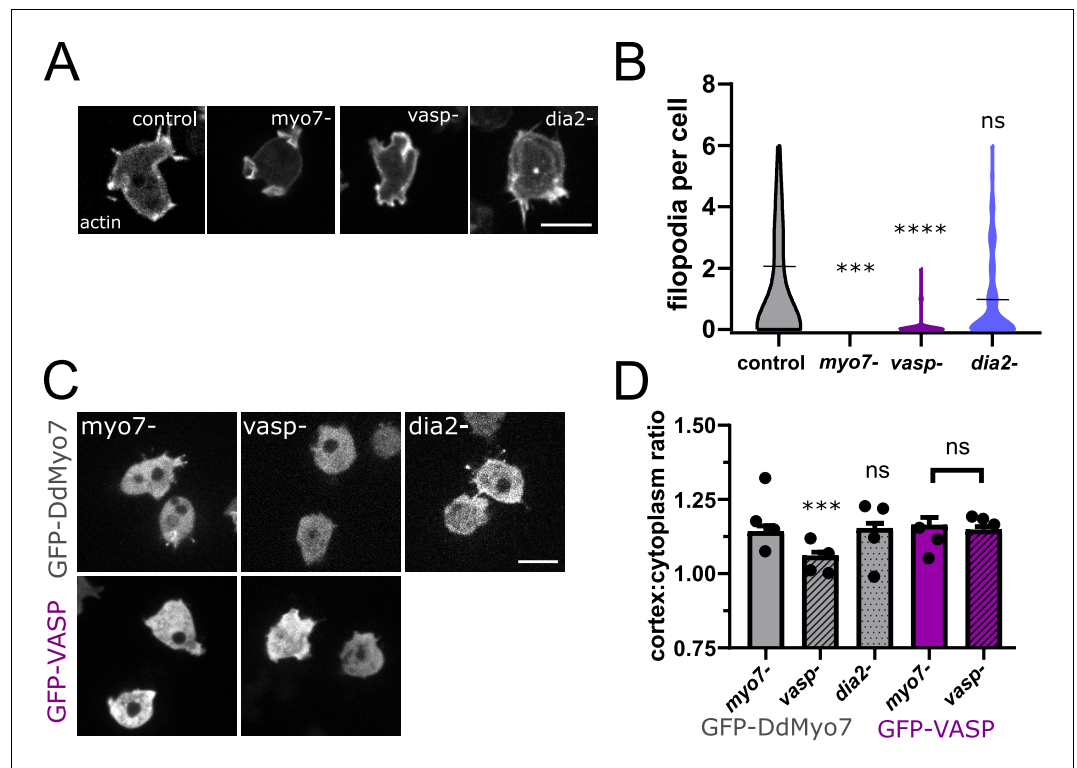 A
control
myo7-
vasp-
dia2-
actin
B
filopodia per cell
8
6
4
2
0
***
****
ns
control
myo7-
vasp-
dia2-
C
GFP-DdMyo7
GFP-VASP
myo7-
vasp-
dia2-
D
cortex:cytoplasm ratio
1.50
1.25
1.00
0.75
***
ns
ns
myo7-
vasp-
dia2-
myo7-
vasp-
GFP-DdMyo7
GFP-VASP